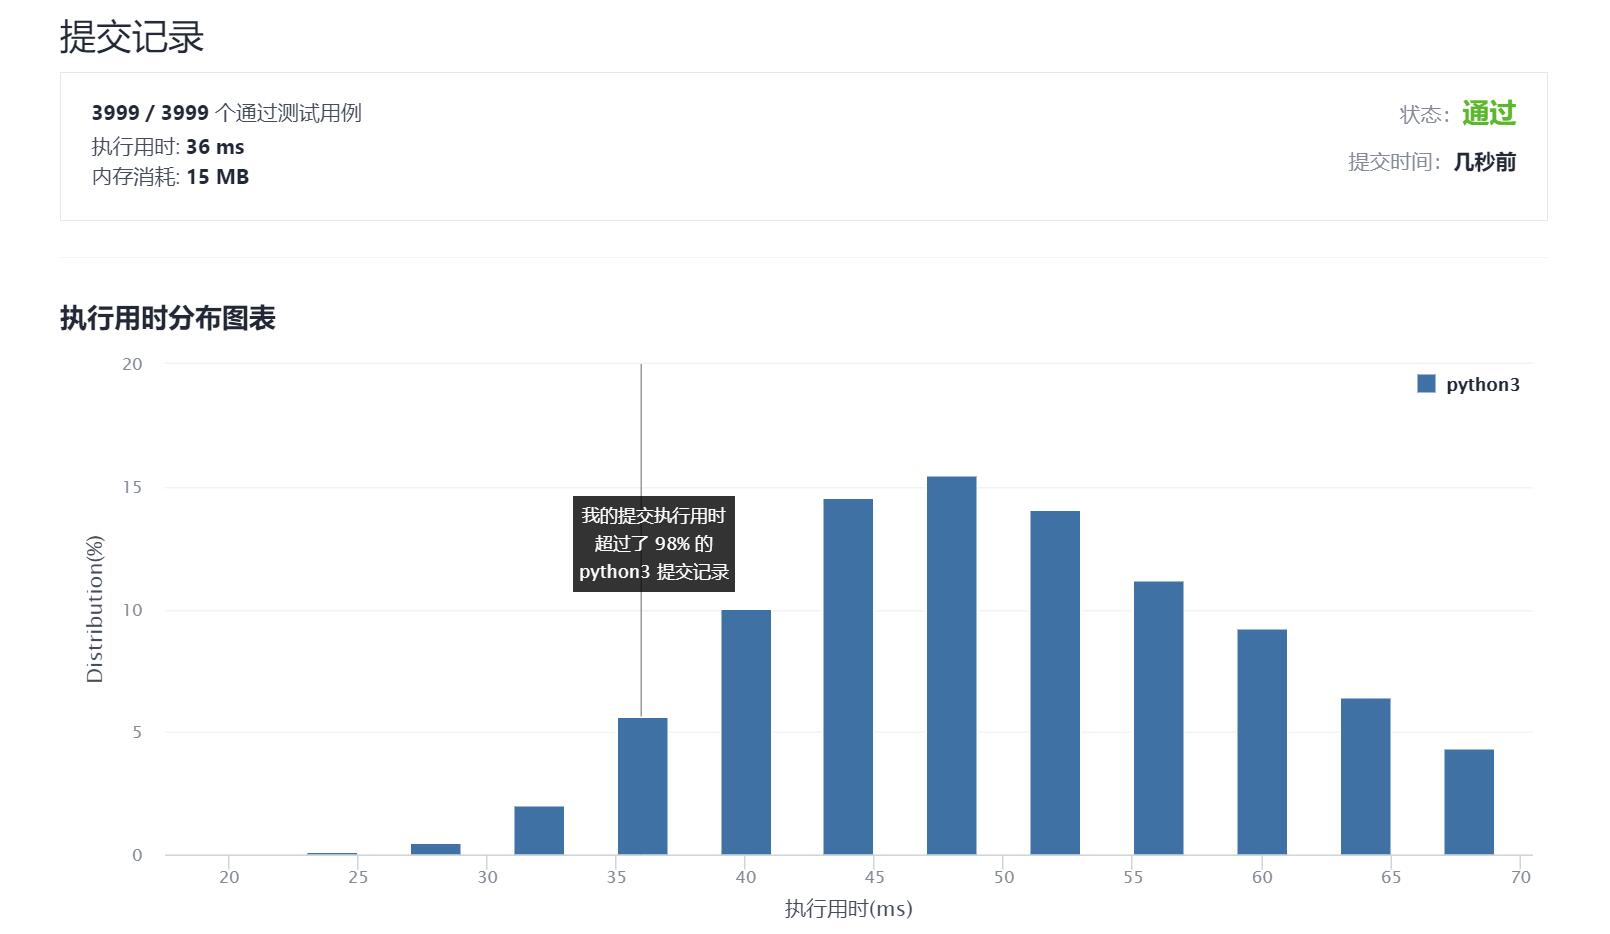 提交记录
3999 / 3999 个通过测试用例
状态：通过
执行用时: 36 ms
提交时间：几秒前
内存消耗: 15 MB
执行用时分布图表
20
python3
15
我的提交执行用时
超过了 98% 的
python3 提交记录
Distribution(%)
10
5
0
20 25 30 35 40 45 50 55 60 65 70
执行用时(ms)